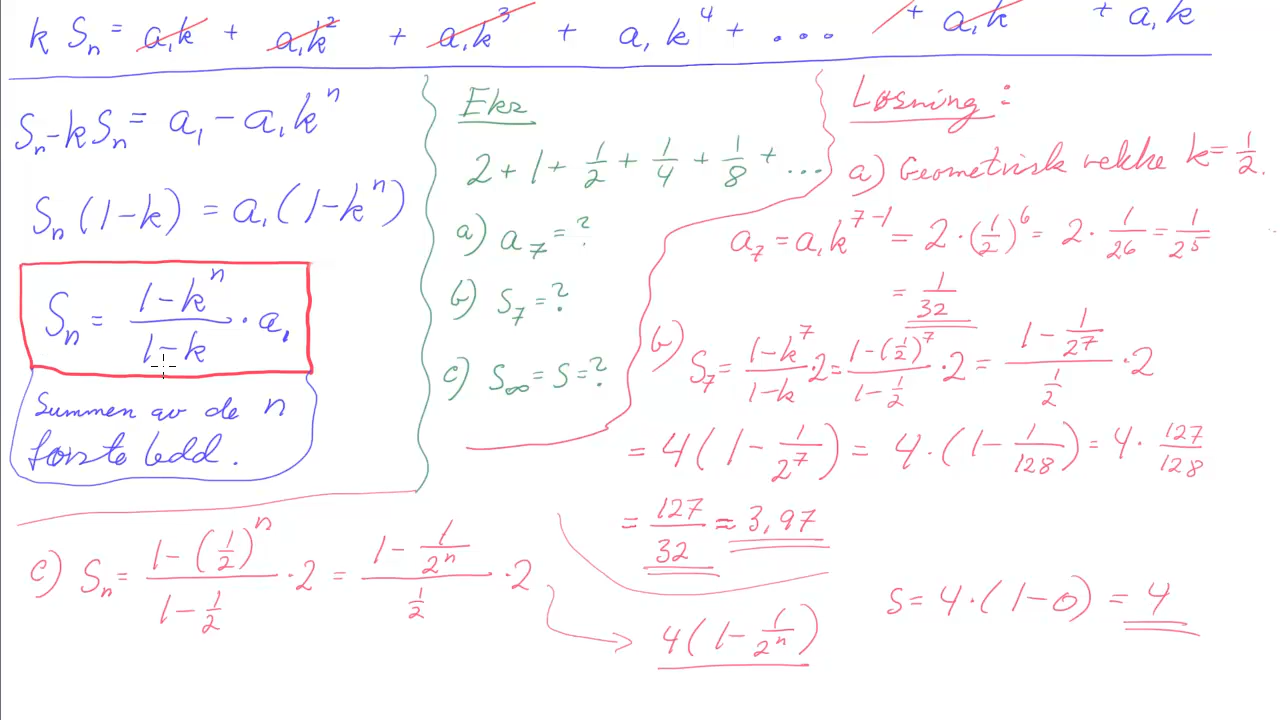 k Sₙ = a₁k + a₁k² + a₁k³ + a₁k⁴ + ... + a₁k + a₁k
Sₙ - kSₙ = a₁ - a₁kⁿ
Sₙ(1-k) = a₁(1-kⁿ)
Sₙ = (1-kⁿ)/(1-k) · a₁
Summen av de n
første ledd.
Eks
2 + 1 + 1/2 + 1/4 + 1/8 + ...
a) a₇ = ?
b) S₇ = ?
c) S∞ = S = ?
Løsning:
a) Geometrisk rekke k = 1/2.
a₇ = a₁k⁷⁻¹ = 2 · (1/2)⁶ = 2 · 1/26 = 1/2⁵
= 1/32
b) S₇ = (1-k⁷)/(1-k) · 2 = (1-(1/2)⁷)/(1-1/2) · 2 = (1 - 1/2⁷)/(1/2) · 2
= 4(1 - 1/2⁷) = 4 · (1 - 1/128) = 4 · 127/128
= 127/32 ≈ 3,97
c) Sₙ = (1-(1/2)ⁿ)/(1-1/2) · 2 = (1 - 1/2ⁿ)/(1/2) · 2
4(1 - 1/2ⁿ)
S = 4 · (1-0) = 4